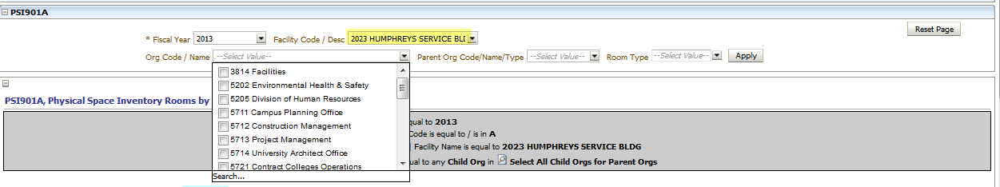 PSI901A
Reset Page
* Fiscal Year 2013 Facility Code / Desc 2023 HUMPHREYS SERVICE BLD
Org Code / Name --Select Value-- Parent Org Code/Name/Type --Select Value-- Room Type --Select Value-- Apply
3814 Facilities
5202 Environmental Health & Safety
5205 Division of Human Resources
5711 Campus Planning Office
5712 Construction Management
5713 Project Management
5714 University Architect Office
5721 Contract Colleges Operations
Search...
PSI901A, Physical Space Inventory Rooms by
qual to 2013
Code is equal to / is in A
| Facility Name is equal to 2023 HUMPHREYS SERVICE BLDG
qual to any Child Org in Select All Child Orgs for Parent Orgs